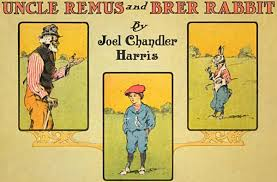 UNCLE REMUS and BRER RABBIT
By
Joel Chandler
Harris